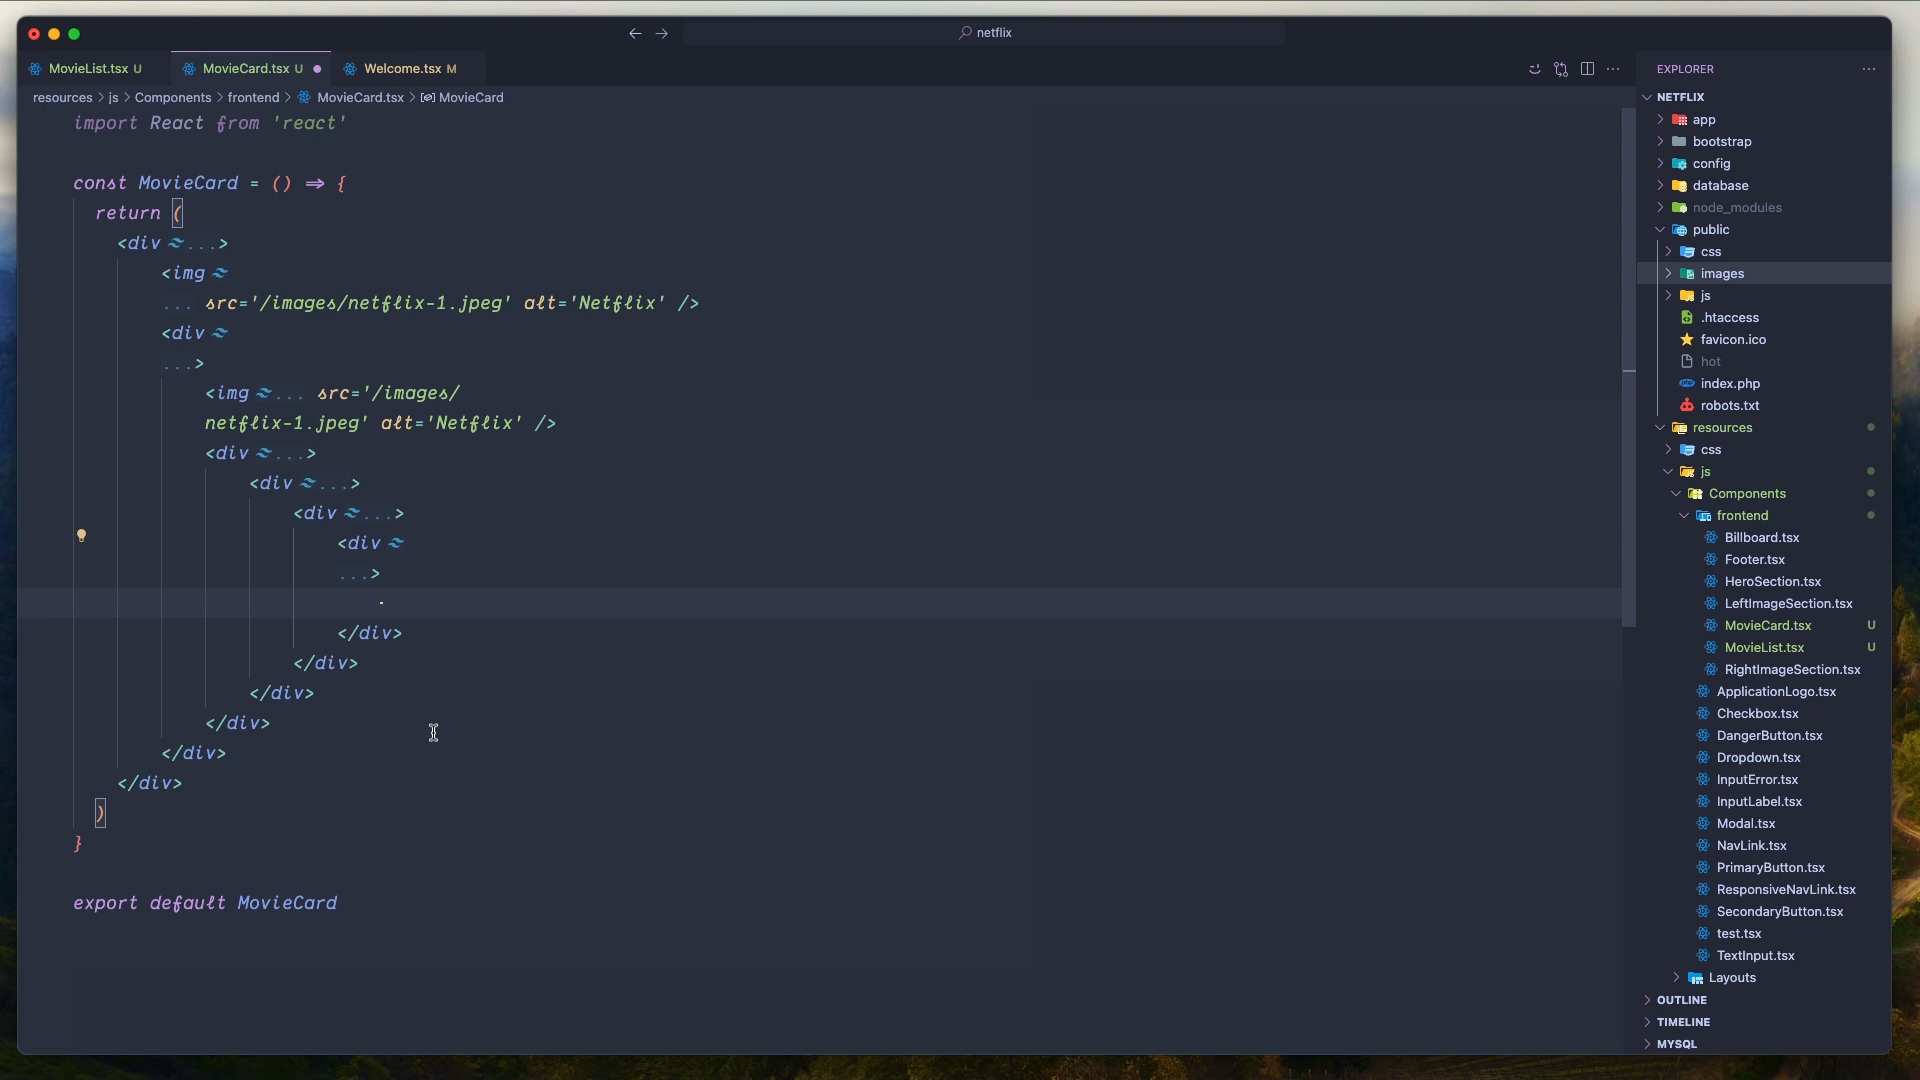 netflix
MovieList.tsx U
MovieCard.tsx U
Welcome.tsx M
resources > js > Components > frontend > MovieCard.tsx > MovieCard
import React from 'react'
const MovieCard = () => {
return (
<div ...>
<img
... src='/images/netflix-1.jpeg' alt='Netflix' />
<div
...>
<img ... src='/images/
netflix-1.jpeg' alt='Netflix' />
<div ...>
<div ...>
<div ...>
<div
...>
</div>
</div>
</div>
</div>
</div>
</div>
)
}
export default MovieCard
EXPLORER
NETFLIX
app
bootstrap
config
database
node_modules
public
css
images
js
.htaccess
favicon.ico
hot
index.php
robots.txt
resources
css
js
Components
frontend
Billboard.tsx
Footer.tsx
HeroSection.tsx
LeftImageSection.tsx
MovieCard.tsx U
MovieList.tsx U
RightImageSection.tsx
ApplicationLogo.tsx
Checkbox.tsx
DangerButton.tsx
Dropdown.tsx
InputError.tsx
InputLabel.tsx
Modal.tsx
NavLink.tsx
PrimaryButton.tsx
ResponsiveNavLink.tsx
SecondaryButton.tsx
test.tsx
TextInput.tsx
Layouts
OUTLINE
TIMELINE
MYSQL